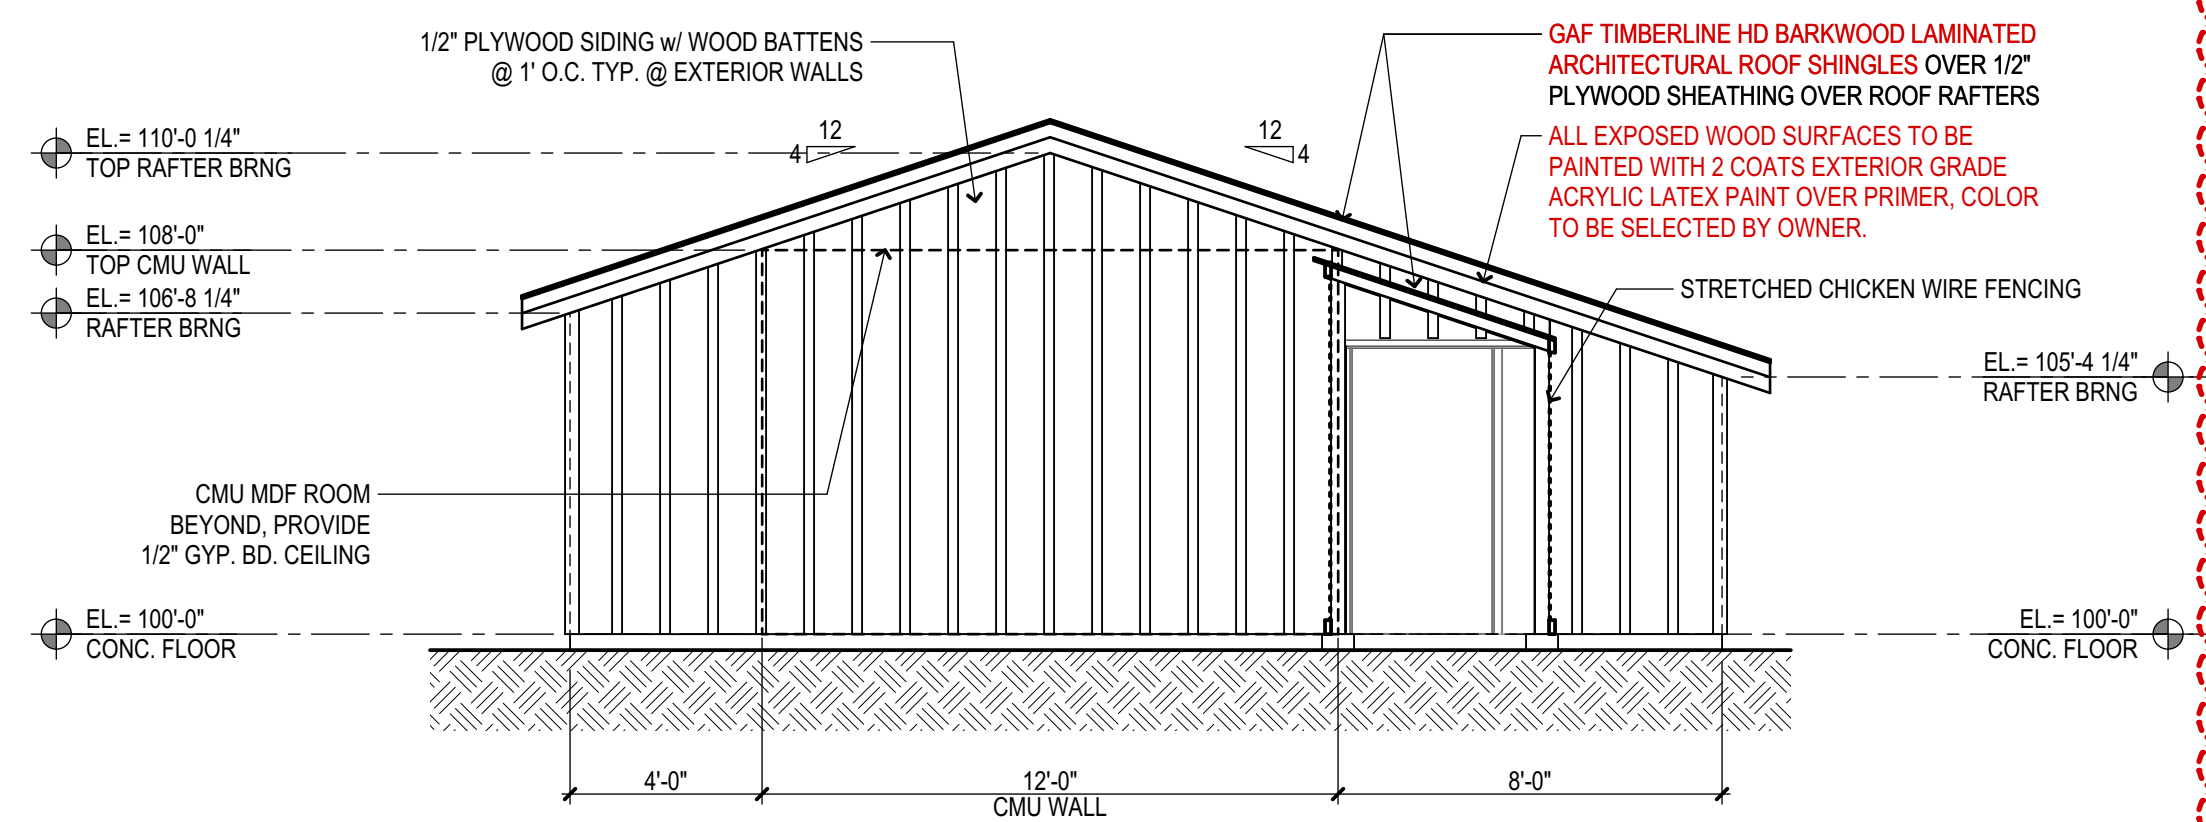 1/2" PLYWOOD SIDING w/ WOOD BATTENS
@ 1' O.C. TYP. @ EXTERIOR WALLS
GAF TIMBERLINE HD BARKWOOD LAMINATED
ARCHITECTURAL ROOF SHINGLES OVER 1/2"
PLYWOOD SHEATHING OVER ROOF RAFTERS
ALL EXPOSED WOOD SURFACES TO BE
PAINTED WITH 2 COATS EXTERIOR GRADE
ACRYLIC LATEX PAINT OVER PRIMER, COLOR
TO BE SELECTED BY OWNER.
12
4
12
4
EL.= 110'-0 1/4"
TOP RAFTER BRNG
EL.= 108'-0"
TOP CMU WALL
EL.= 106'-8 1/4"
RAFTER BRNG
STRETCHED CHICKEN WIRE FENCING
EL.= 105'-4 1/4"
RAFTER BRNG
CMU MDF ROOM
BEYOND, PROVIDE
1/2" GYP. BD. CEILING
EL.= 100'-0"
CONC. FLOOR
EL.= 100'-0"
CONC. FLOOR
4'-0"
12'-0"
CMU WALL
8'-0"